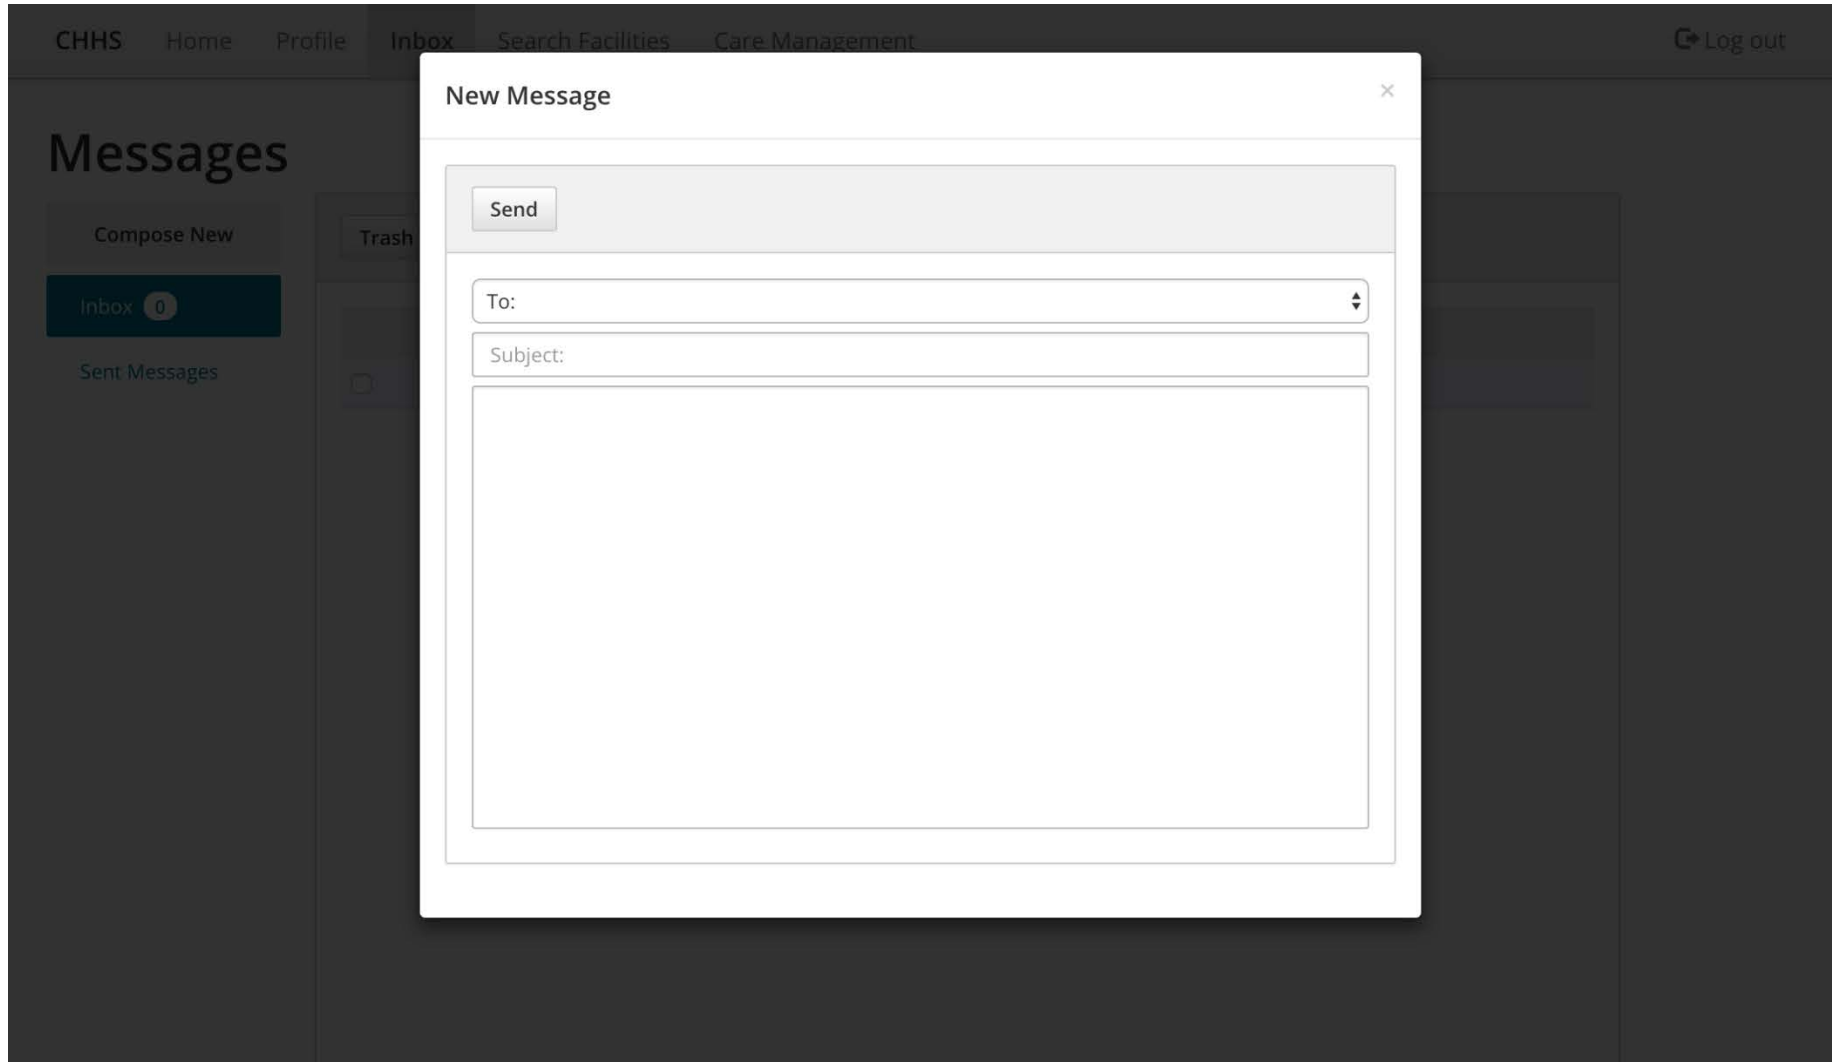 CHHS Home Profile Inbox Search Facilities Care Management Log out
New Message ×
Messages
Send
Compose New
Trash
Inbox 0
To:
Subject:
Sent Messages